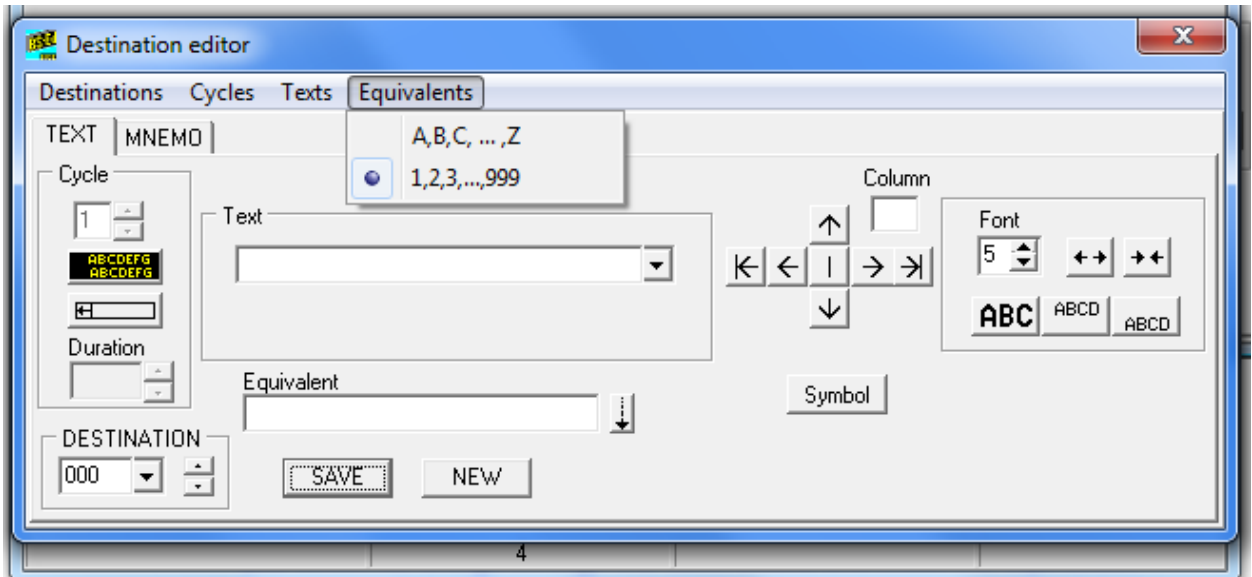 Destination editor
Destinations Cycles Texts Equivalents
A,B,C, ... ,Z
1,2,3,...,999
TEXT MNEMO
Cycle
1
ABCDEFG
ABCDEFG
Duration
Text
Column
Font
5
ABC ABCD ABCD
Equivalent
Symbol
DESTINATION
000
SAVE NEW
4